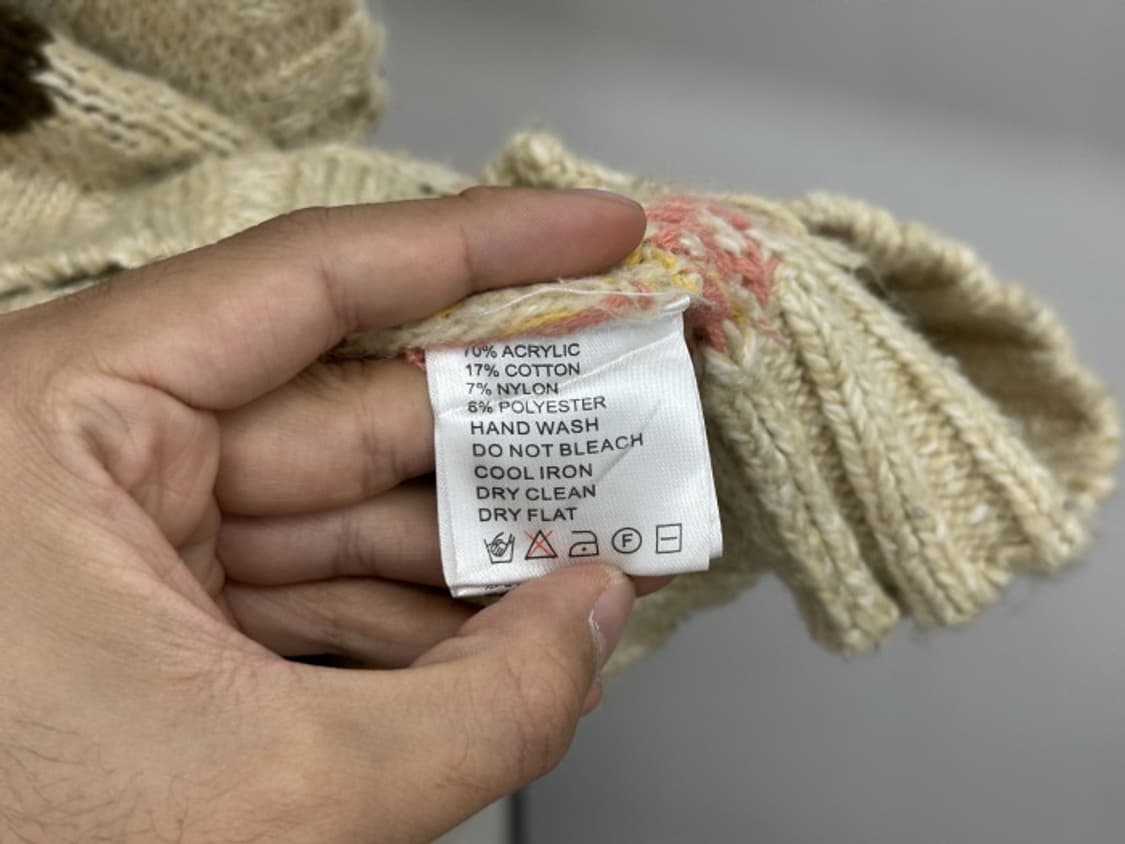 70% ACRYLIC
17% COTTON
7% NYLON
6% POLYESTER
HAND WASH
DO NOT BLEACH
COOL IRON
DRY CLEAN
DRY FLAT
F